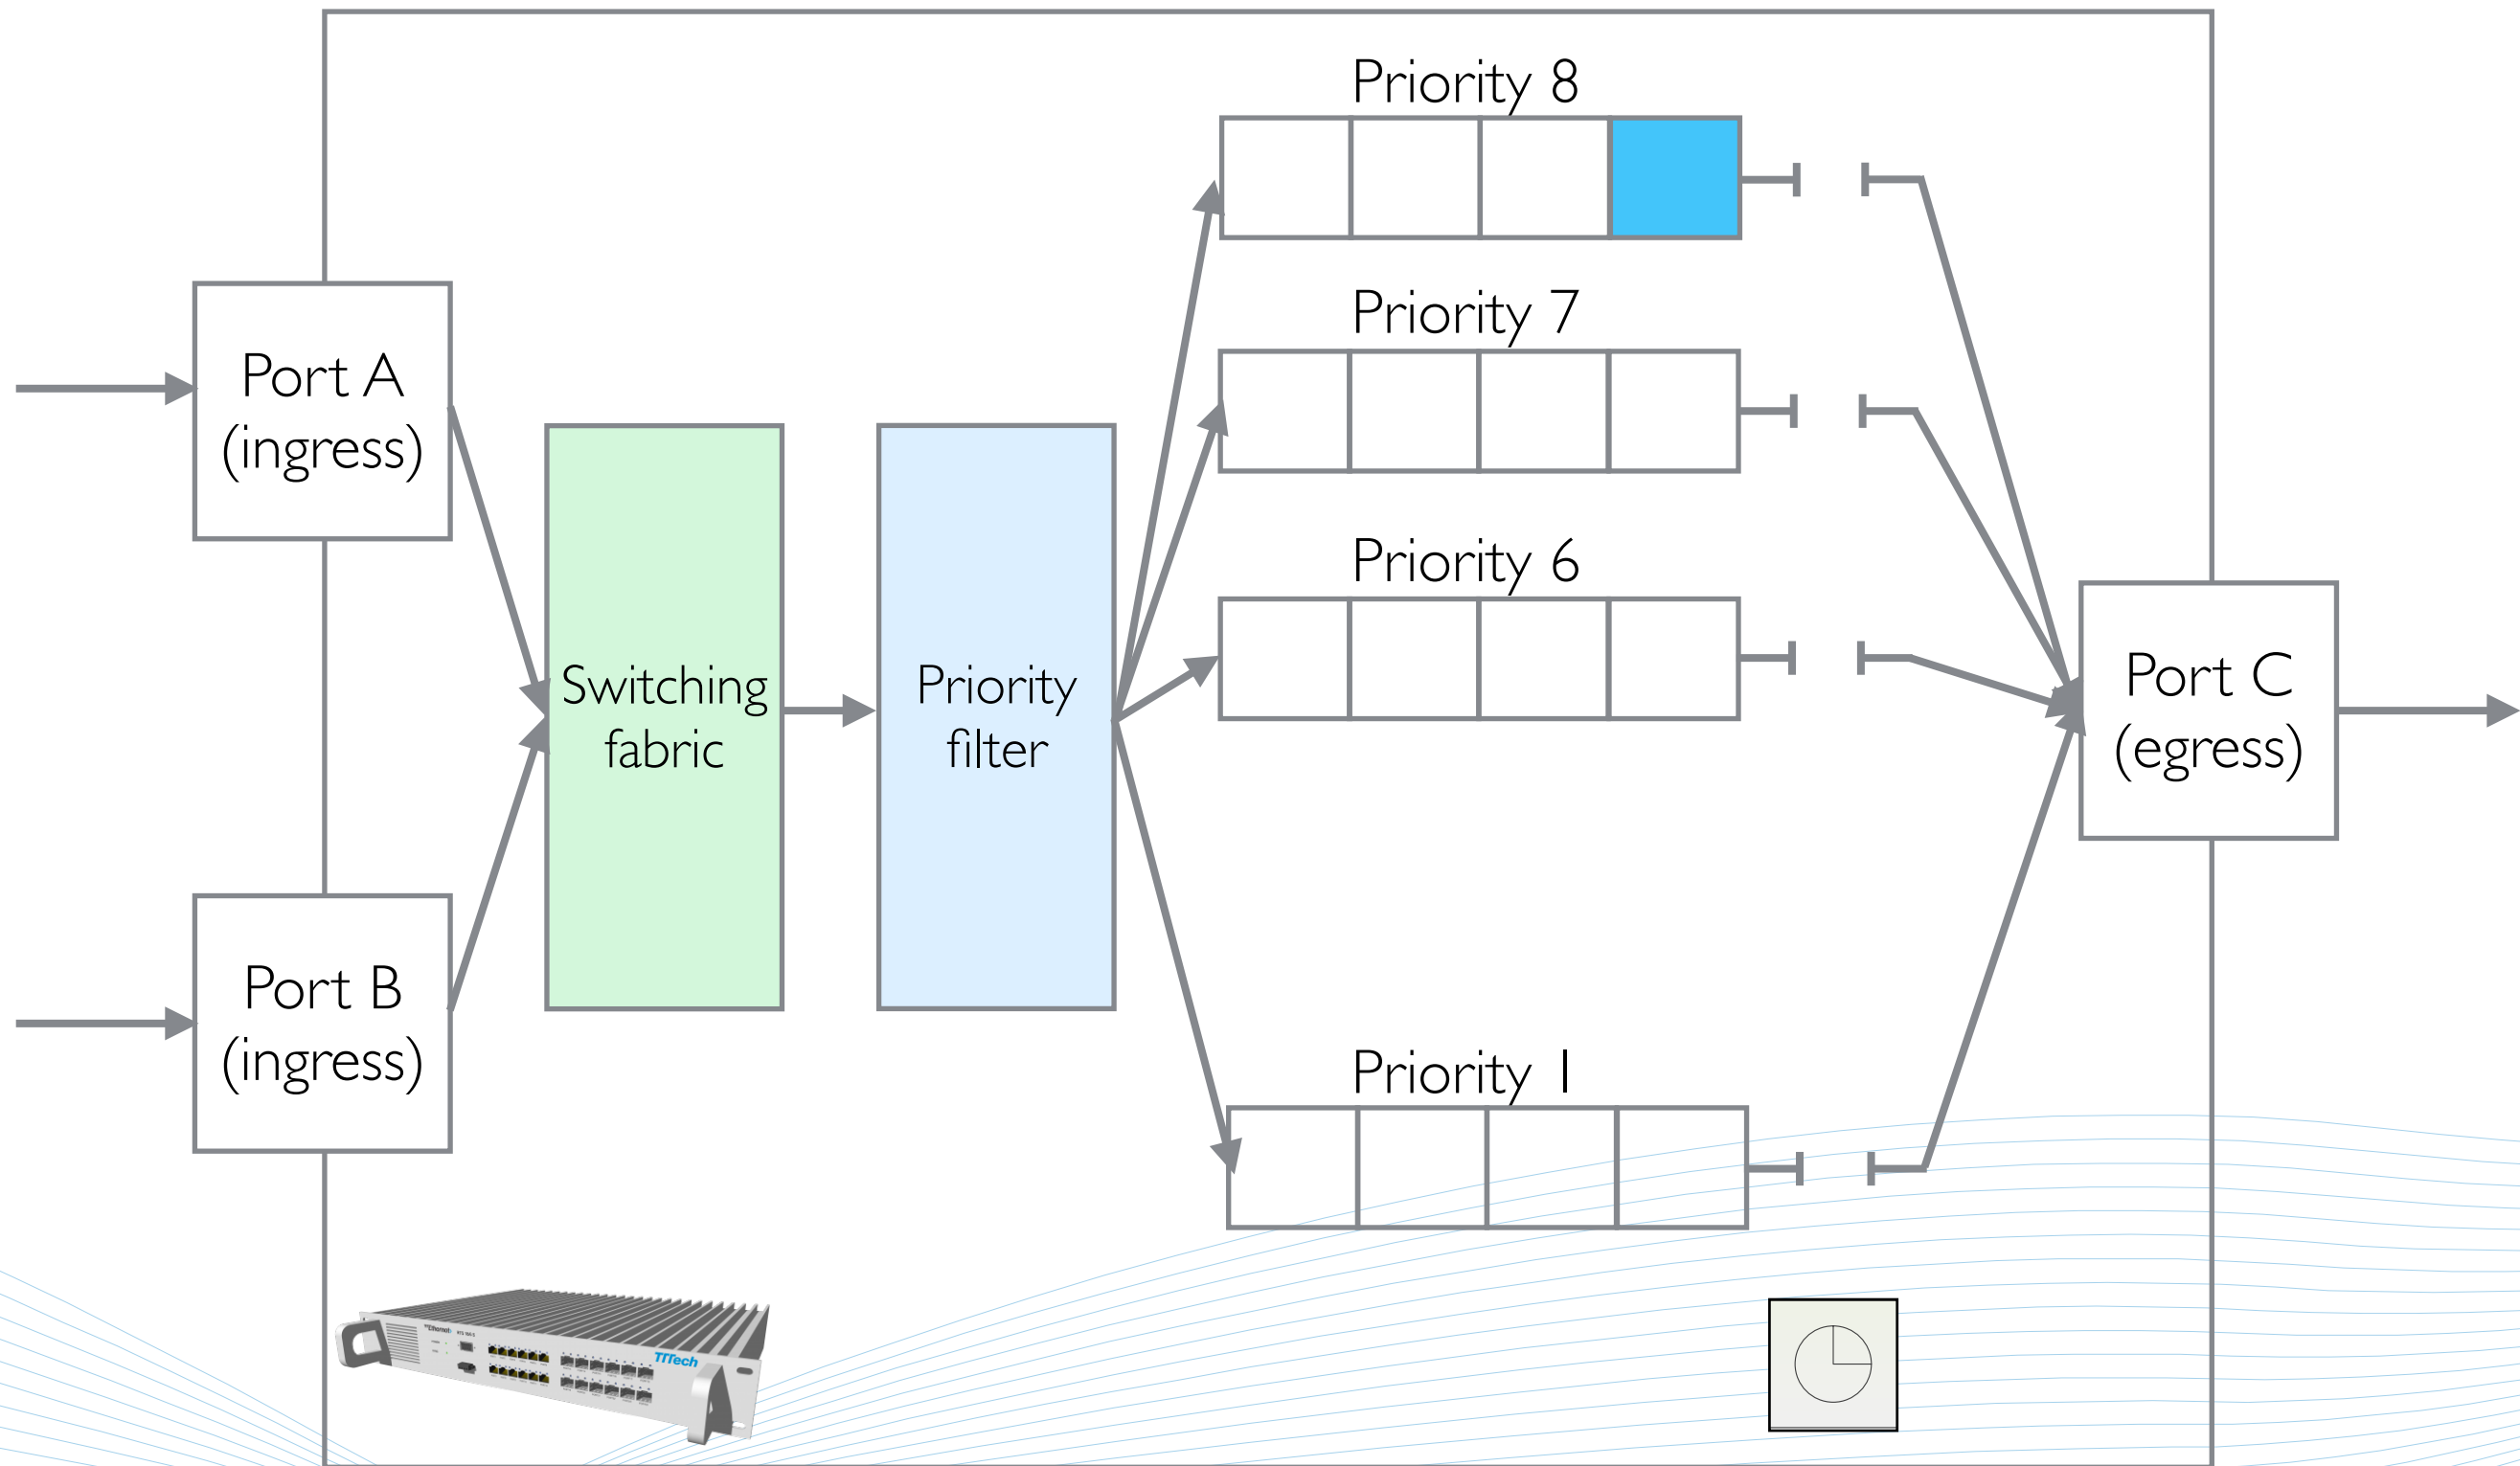 Priority 8
Priority 7
Port A
(ingress)
Priority 6
Switching
fabric
Priority
filter
Port C
(egress)
Port B
(ingress)
Priority 1
TTTech